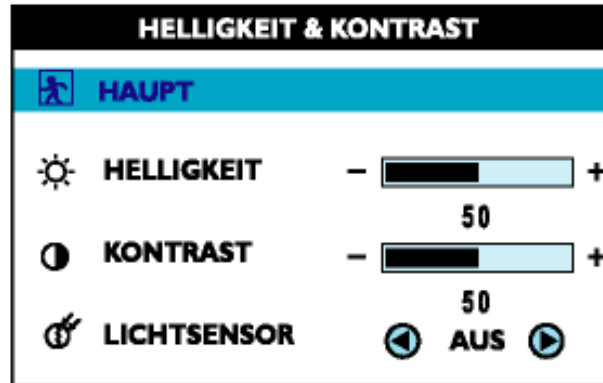 HELLIGKEIT & KONTRAST
HAUPT
HELLIGKEIT - +
50
KONTRAST - +
50
LICHTSENSOR AUS